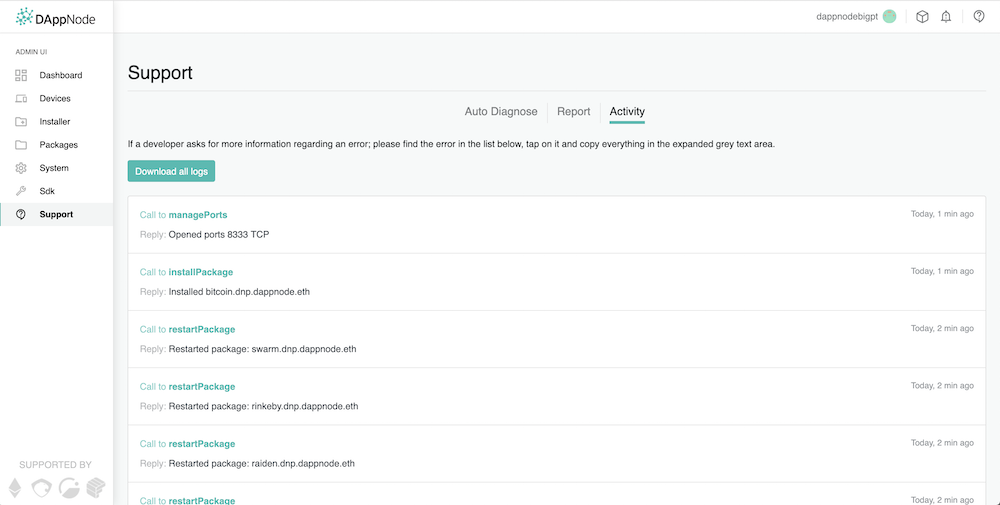 DAppNode
dappnodebigpt
ADMIN UI
Dashboard
Devices
Installer
Packages
System
Sdk
Support
SUPPORTED BY
Support
Auto Diagnose
Report
Activity
If a developer asks for more information regarding an error; please find the error in the list below, tap on it and copy everything in the expanded grey text area.
Download all logs
Call to managePorts Today, 1 min ago
Reply: Opened ports 8333 TCP
Call to installPackage Today, 1 min ago
Reply: Installed bitcoin.dnp.dappnode.eth
Call to restartPackage Today, 2 min ago
Reply: Restarted package: swarm.dnp.dappnode.eth
Call to restartPackage Today, 2 min ago
Reply: Restarted package: rinkeby.dnp.dappnode.eth
Call to restartPackage Today, 2 min ago
Reply: Restarted package: raiden.dnp.dappnode.eth
Call to restartPackage Today, 2 min ago